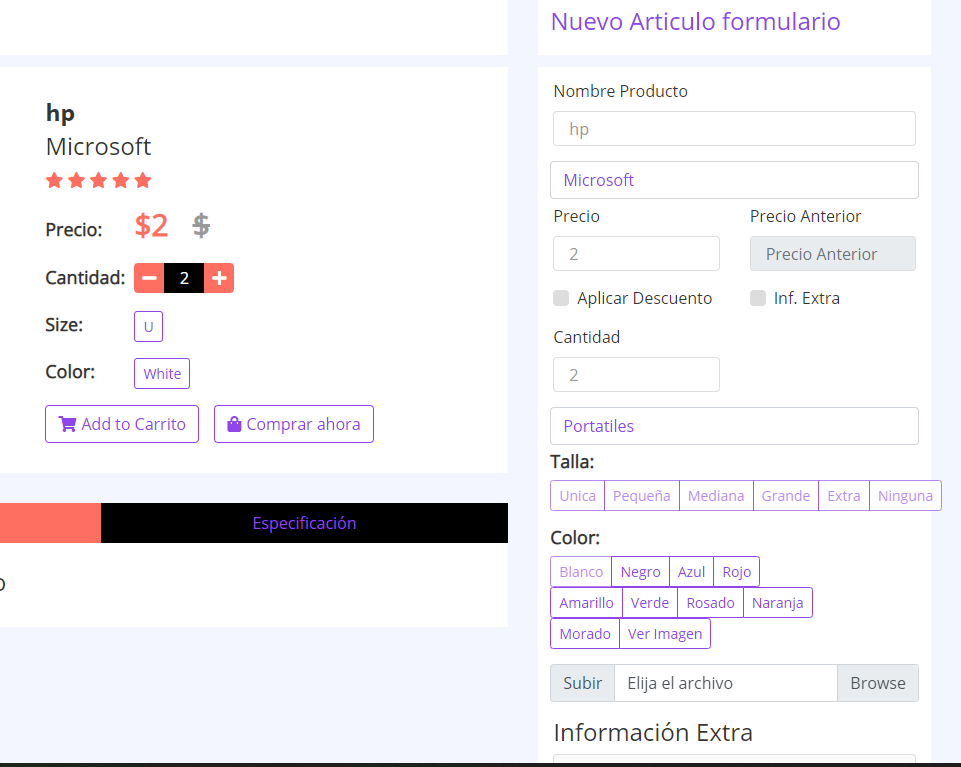 Nuevo Articulo formulario
hp
Microsoft
Precio: $2 $
Cantidad: 2
Size: U
Color: White
Add to Carrito Comprar ahora
Especificación
Nombre Producto
hp
Microsoft
Precio Precio Anterior
2 Precio Anterior
Aplicar Descuento Inf. Extra
Cantidad
2
Portatiles
Talla:
Unica Pequeña Mediana Grande Extra Ninguna
Color:
Blanco Negro Azul Rojo
Amarillo Verde Rosado Naranja
Morado Ver Imagen
Subir Elija el archivo Browse
Información Extra